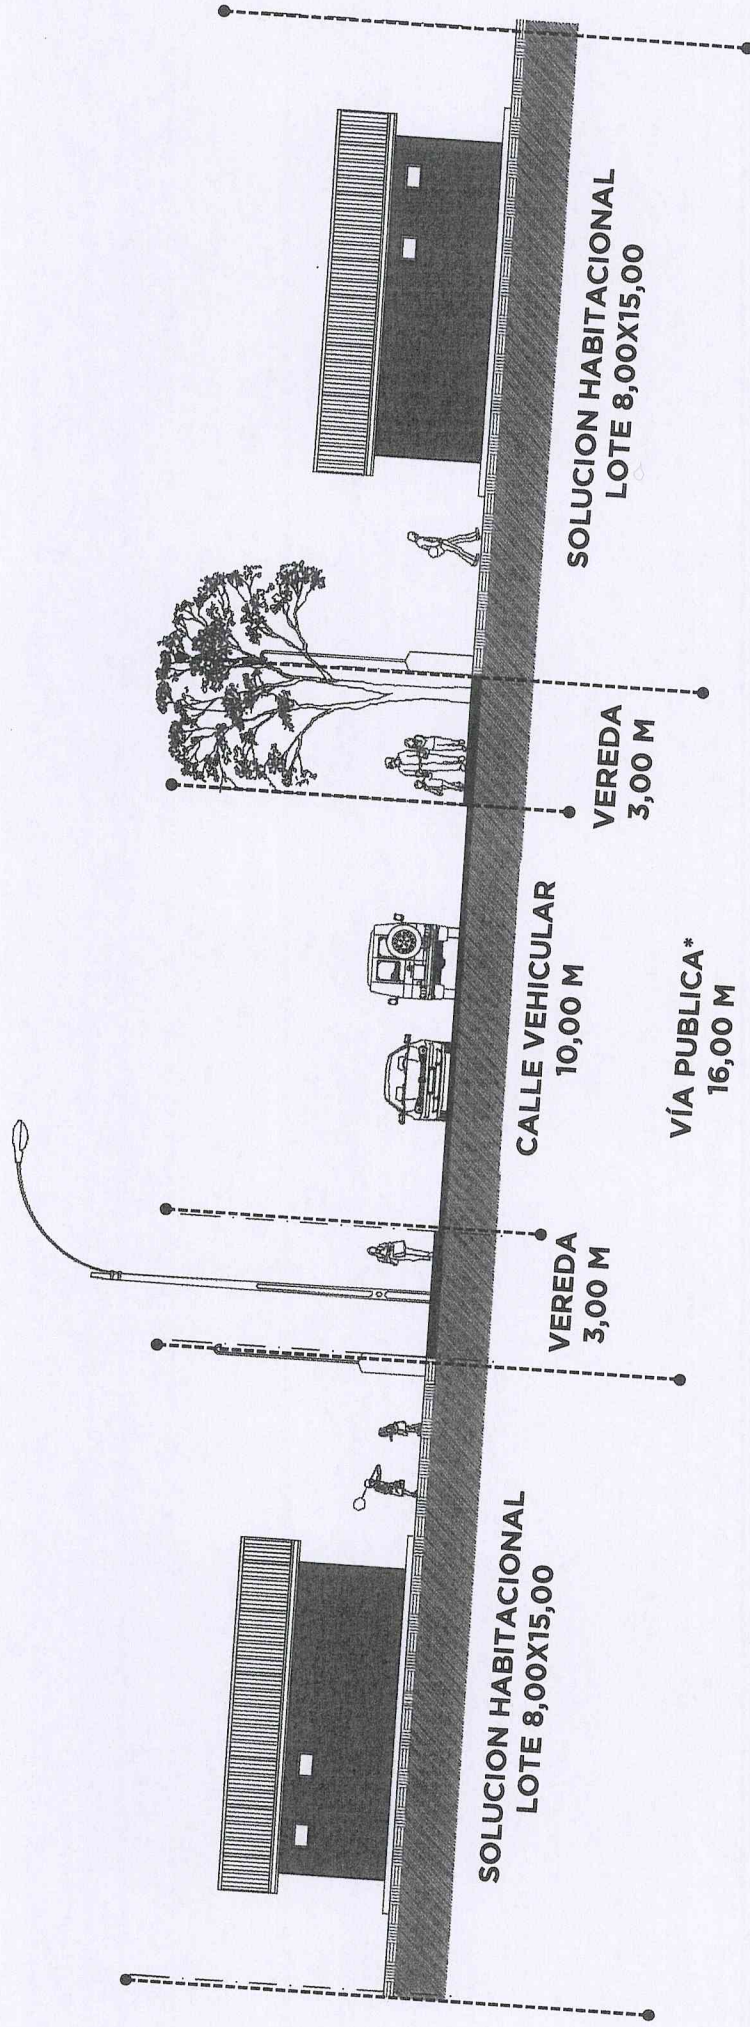 SOLUCION HABITACIONAL
LOTE 8,00X15,00
VEREDA
3,00 M
CALLE VEHICULAR
10,00 M
VÍA PUBLICA*
16,00 M
VEREDA
3,00 M
SOLUCION HABITACIONAL
LOTE 8,00X15,00